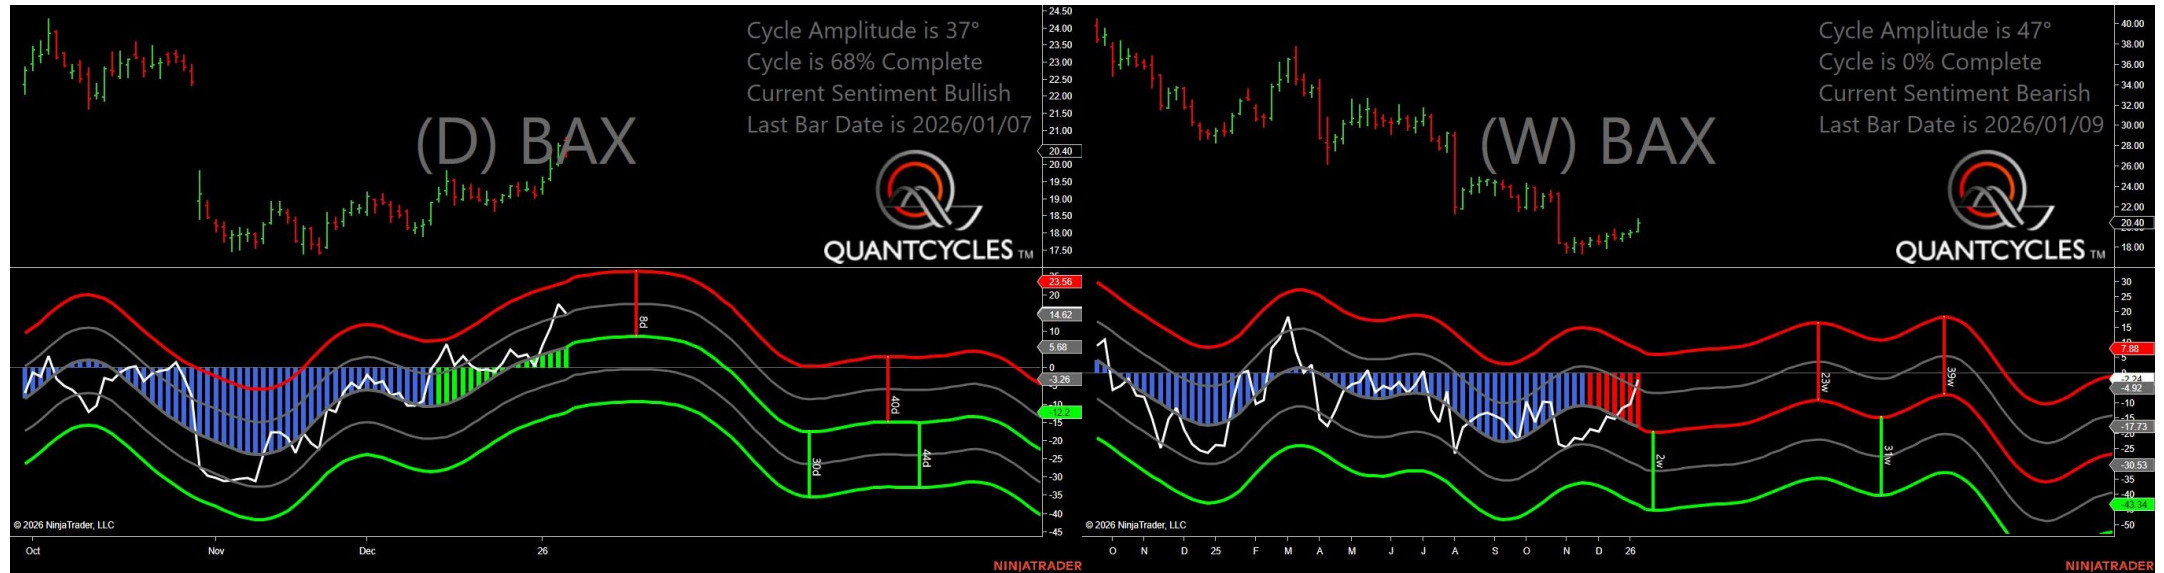 Cycle Amplitude is 37°
Cycle is 68% Complete
Current Sentiment Bullish
Last Bar Date is 2026/01/07
(D) BAX
QUANTCYCLES TM
24.50
24.00
23.50
23.00
22.50
22.00
21.50
21.00
20.40
20.00
19.50
19.00
18.50
18.00
17.50
23.56
20
14.62
10
5.68
0
-3.26
-10
-12.2
-15
-20
-25
-30
-35
-40
-45
8d
30d
40d
44d
© 2026 NinjaTrader, LLC
Oct
Nov
Dec
26
NINJATRADER
Cycle Amplitude is 47°
Cycle is 0% Complete
Current Sentiment Bearish
Last Bar Date is 2026/01/09
(W) BAX
QUANTCYCLES TM
40.00
38.00
36.00
34.00
32.00
30.00
28.00
26.00
24.00
22.00
20.40
18.00
30
25
20
15
7.88
5
0
-2.24
-4.92
-10
-15
-17.73
-20
-25
-30.53
-35
-40
-43.34
-50
2w
23w
31w
39w
© 2026 NinjaTrader, LLC
O
N
D
25
F
M
A
M
J
J
A
S
O
N
D
26
NINJATRADER